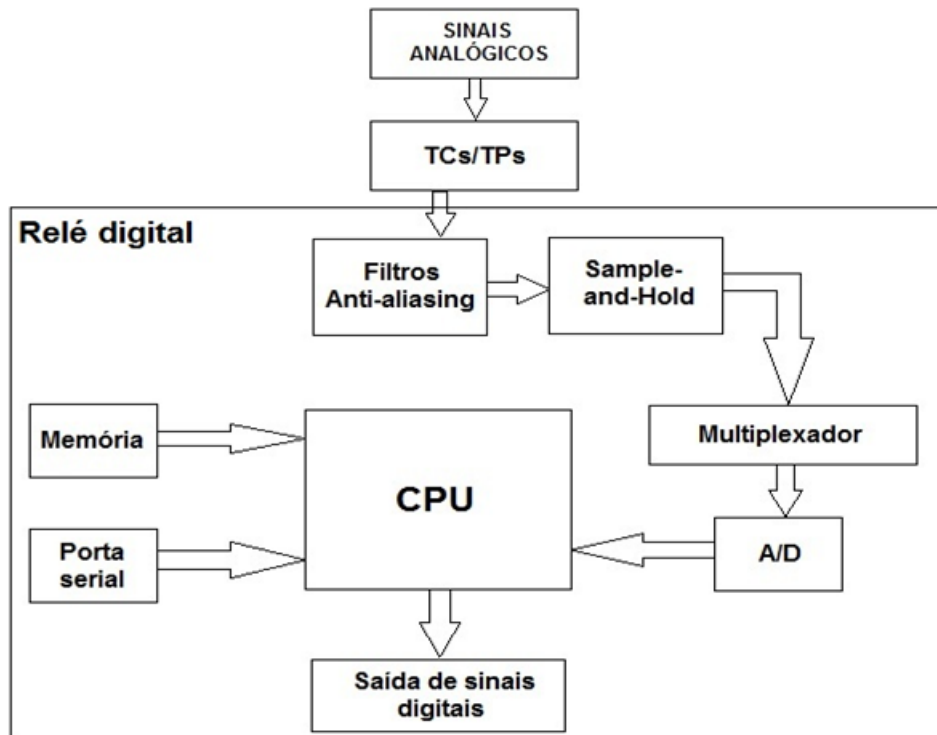 SINAIS
ANALÓGICOS
TCs/TPs
Relé digital
Filtros
Anti-aliasing
Sample-
and-Hold
Memória
CPU
Multiplexador
Porta
serial
A/D
Saída de sinais
digitais